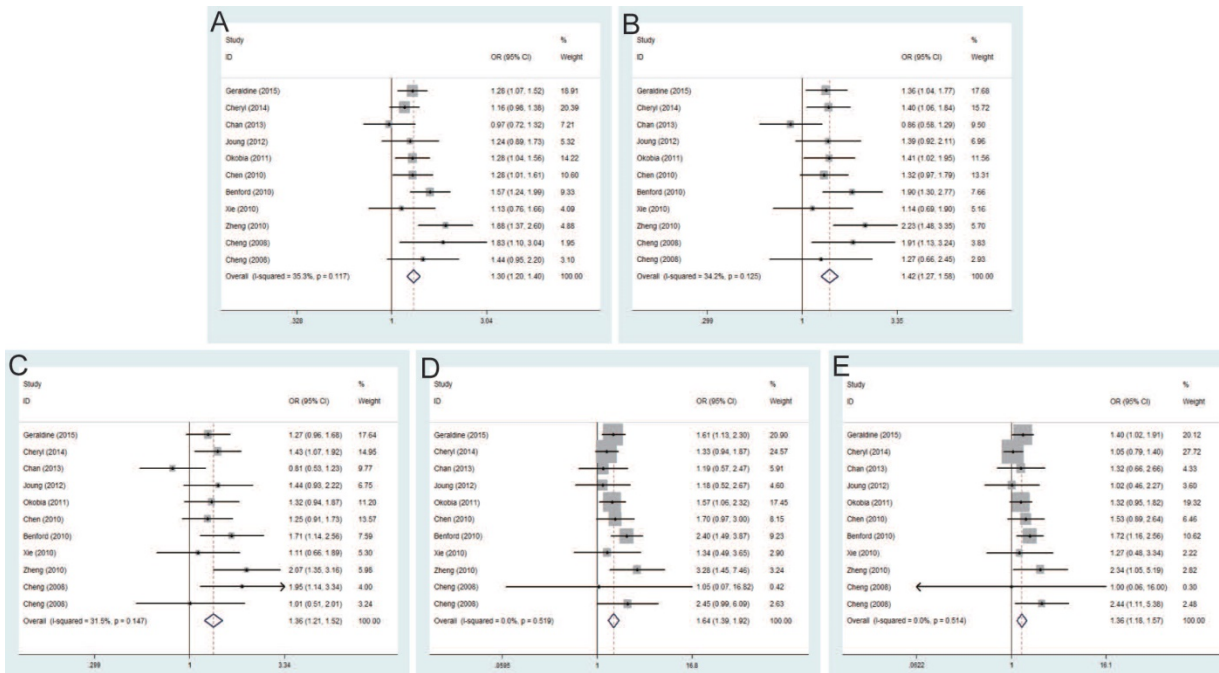 A
Study %
ID OR (95% CI) Weight
Geraldine (2015) 1.28 (1.07, 1.52) 18.91
Cheryl (2014) 1.16 (0.98, 1.38) 20.39
Chan (2013) 0.97 (0.72, 1.32) 7.21
Joung (2012) 1.24 (0.89, 1.73) 5.32
Okobia (2011) 1.28 (1.04, 1.56) 14.22
Chen (2010) 1.28 (1.01, 1.61) 10.60
Benford (2010) 1.57 (1.24, 1.99) 9.33
Xie (2010) 1.13 (0.76, 1.66) 4.09
Zheng (2010) 1.88 (1.37, 2.60) 4.88
Cheng (2008) 1.83 (1.10, 3.04) 1.95
Cheng (2008) 1.44 (0.95, 2.20) 3.10
Overall (I-squared = 35.3%, p = 0.117) 1.30 (1.20, 1.40) 100.00
.328 1 3.04
B
Study %
ID OR (95% CI) Weight
Geraldine (2015) 1.36 (1.04, 1.77) 17.68
Cheryl (2014) 1.40 (1.06, 1.84) 15.72
Chan (2013) 0.86 (0.58, 1.29) 9.50
Joung (2012) 1.39 (0.92, 2.11) 6.96
Okobia (2011) 1.41 (1.02, 1.95) 11.56
Chen (2010) 1.32 (0.97, 1.79) 13.31
Benford (2010) 1.90 (1.30, 2.77) 7.66
Xie (2010) 1.14 (0.69, 1.90) 5.16
Zheng (2010) 2.23 (1.48, 3.35) 5.70
Cheng (2008) 1.91 (1.13, 3.24) 3.83
Cheng (2008) 1.27 (0.66, 2.45) 2.93
Overall (I-squared = 34.2%, p = 0.125) 1.42 (1.27, 1.58) 100.00
.299 1 3.35
C
Study %
ID OR (95% CI) Weight
Geraldine (2015) 1.27 (0.96, 1.68) 17.64
Cheryl (2014) 1.43 (1.07, 1.92) 14.95
Chan (2013) 0.81 (0.53, 1.23) 9.77
Joung (2012) 1.44 (0.93, 2.22) 6.75
Okobia (2011) 1.32 (0.94, 1.87) 11.20
Chen (2010) 1.25 (0.91, 1.73) 13.57
Benford (2010) 1.71 (1.14, 2.56) 7.59
Xie (2010) 1.11 (0.66, 1.89) 5.30
Zheng (2010) 2.07 (1.35, 3.16) 5.98
Cheng (2008) 1.95 (1.14, 3.34) 4.00
Cheng (2008) 1.01 (0.51, 2.01) 3.24
Overall (I-squared = 31.5%, p = 0.147) 1.36 (1.21, 1.52) 100.00
.299 1 3.34
D
Study %
ID OR (95% CI) Weight
Geraldine (2015) 1.61 (1.13, 2.30) 20.90
Cheryl (2014) 1.33 (0.94, 1.87) 24.57
Chan (2013) 1.19 (0.57, 2.47) 5.91
Joung (2012) 1.18 (0.52, 2.67) 4.60
Okobia (2011) 1.57 (1.06, 2.32) 17.45
Chen (2010) 1.70 (0.97, 3.00) 8.15
Benford (2010) 2.40 (1.49, 3.87) 9.23
Xie (2010) 1.34 (0.49, 3.65) 2.90
Zheng (2010) 3.28 (1.45, 7.46) 3.24
Cheng (2008) 1.05 (0.07, 16.82) 0.42
Cheng (2008) 2.45 (0.99, 6.09) 2.63
Overall (I-squared = 0.0%, p = 0.519) 1.64 (1.39, 1.92) 100.00
.0595 1 16.8
E
Study %
ID OR (95% CI) Weight
Geraldine (2015) 1.40 (1.02, 1.91) 20.12
Cheryl (2014) 1.05 (0.79, 1.40) 27.72
Chan (2013) 1.32 (0.66, 2.66) 4.33
Joung (2012) 1.02 (0.46, 2.27) 3.60
Okobia (2011) 1.32 (0.95, 1.82) 19.32
Chen (2010) 1.53 (0.89, 2.64) 6.46
Benford (2010) 1.72 (1.16, 2.56) 10.62
Xie (2010) 1.27 (0.48, 3.34) 2.22
Zheng (2010) 2.34 (1.05, 5.19) 2.82
Cheng (2008) 1.00 (0.06, 16.00) 0.30
Cheng (2008) 2.44 (1.11, 5.38) 2.48
Overall (I-squared = 0.0%, p = 0.514) 1.36 (1.18, 1.57) 100.00
.0622 1 16.1